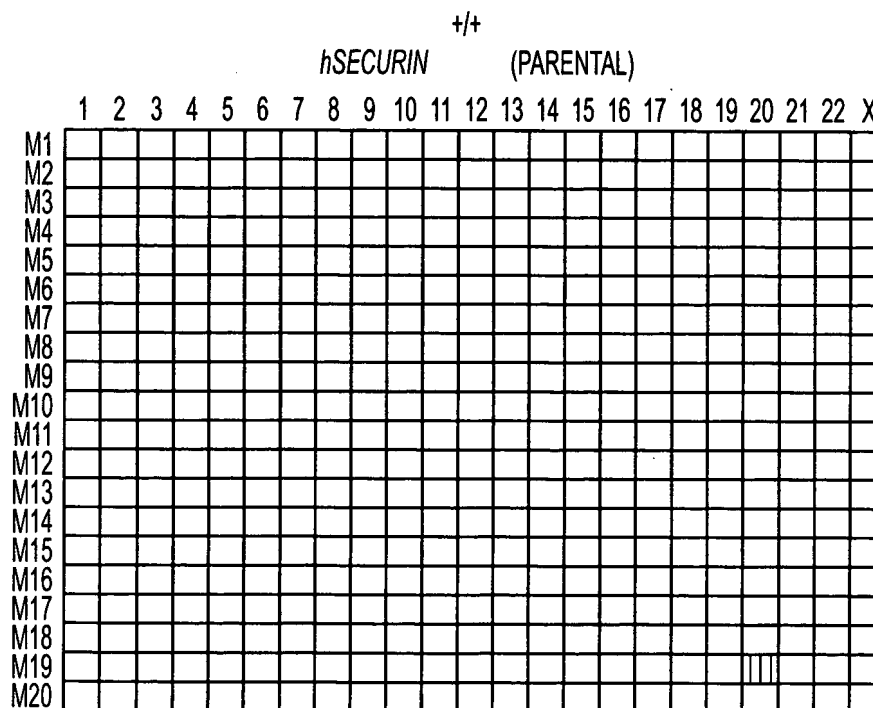 +/+
hSECURIN (PARENTAL)
1 2 3 4 5 6 7 8 9 10 11 12 13 14 15 16 17 18 19 20 21 22 X
M1
M2
M3
M4
M5
M6
M7
M8
M9
M10
M11
M12
M13
M14
M15
M16
M17
M18
M19
M20